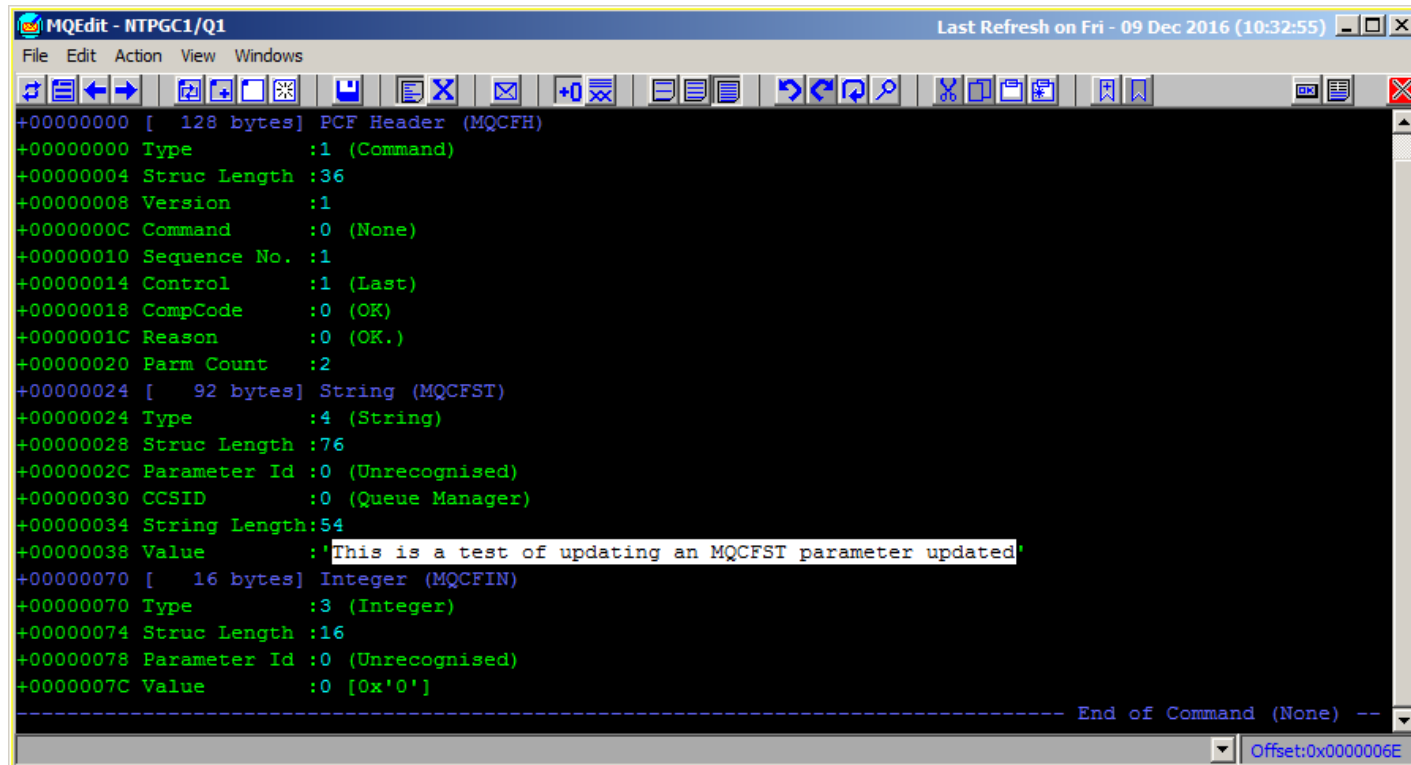 MQEdit - NTPGC1/Q1 Last Refresh on Fri - 09 Dec 2016 (10:32:55)
File Edit Action View Windows
+0
+00000000 [  128 bytes] PCF Header (MQCFH)
+00000000 Type         :1 (Command)
+00000004 Struc Length :36
+00000008 Version      :1
+0000000C Command      :0 (None)
+00000010 Sequence No. :1
+00000014 Control      :1 (Last)
+00000018 CompCode     :0 (OK)
+0000001C Reason       :0 (OK.)
+00000020 Parm Count   :2
+00000024 [   92 bytes] String (MQCFST)
+00000024 Type         :4 (String)
+00000028 Struc Length :76
+0000002C Parameter Id :0 (Unrecognised)
+00000030 CCSID        :0 (Queue Manager)
+00000034 String Length:54
+00000038 Value        :'This is a test of updating an MQCFST parameter updated'
+00000070 [   16 bytes] Integer (MQCFIN)
+00000070 Type         :3 (Integer)
+00000074 Struc Length :16
+00000078 Parameter Id :0 (Unrecognised)
+0000007C Value        :0 [0x'0']
End of Command (None) --
Offset:0x0000006E